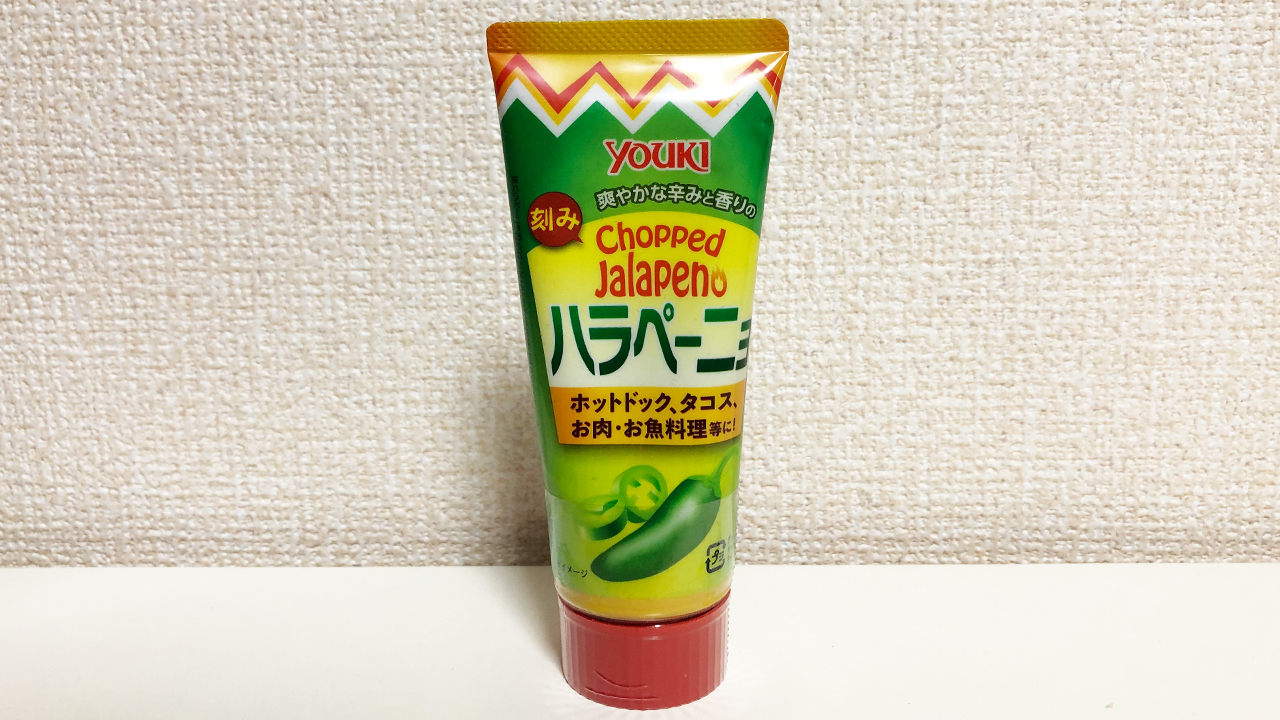 YOUKI
爽やかな辛みと香りの
刻み
Chopped
Jalapeno
ハラペーニョ
ホットドック、タコス、
お肉・お魚料理等に!
イメージ
プラ